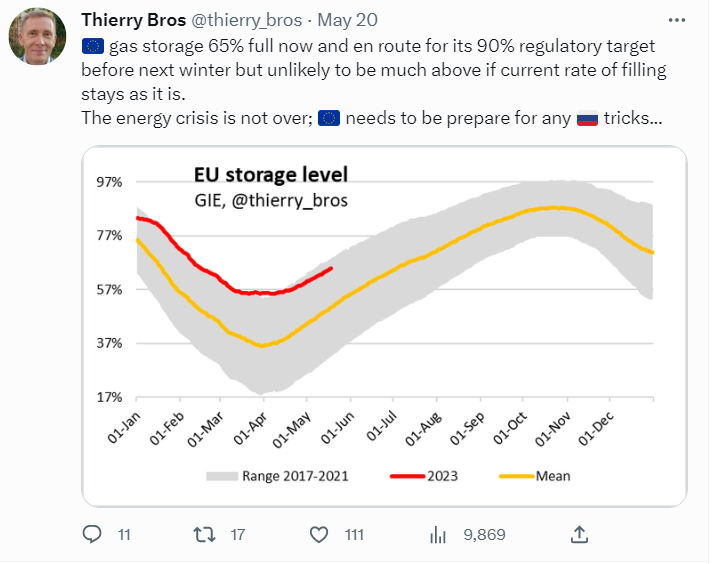 Thierry Bros @thierry_bros · May 20
🇪🇺 gas storage 65% full now and en route for its 90% regulatory target
before next winter but unlikely to be much above if current rate of filling
stays as it is.
The energy crisis is not over; 🇪🇺 needs to be prepare for any 🇷🇺 tricks...
EU storage level
GIE, @thierry_bros
97%
77%
57%
37%
17%
01-Jan 01-Feb 01-Mar 01-Apr 01-May 01-Jun 01-Jul 01-Aug 01-Sep 01-Oct 01-Nov 01-Dec
Range 2017-2021 2023 Mean
11 17 111 9,869